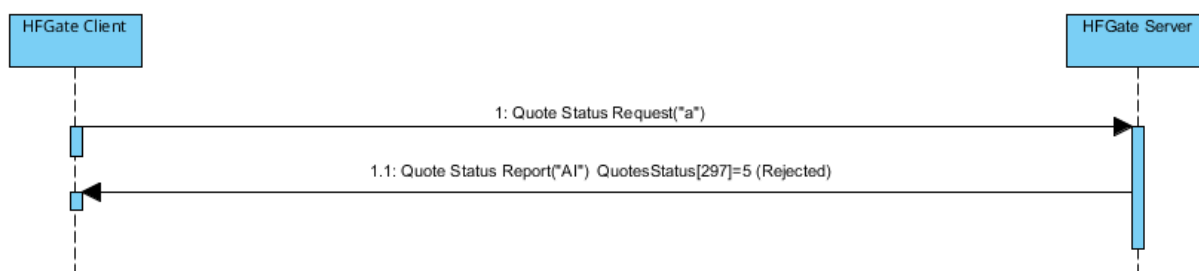 HFGate Client
HFGate Server
1: Quote Status Request("a")
1.1: Quote Status Report("AI") QuotesStatus[297]=5 (Rejected)